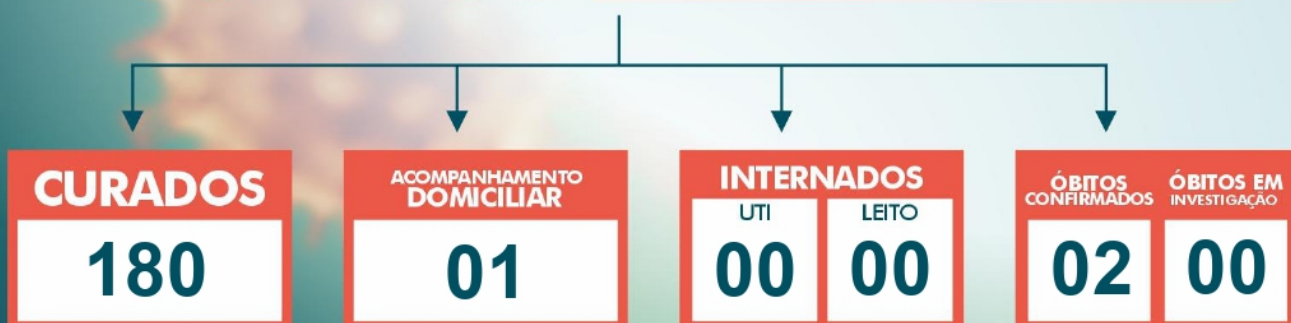 CURADOS
180
ACOMPANHAMENTO
DOMICILIAR
01
INTERNADOS
UTI
00
LEITO
00
ÓBITOS
CONFIRMADOS
02
ÓBITOS EM
INVESTIGAÇÃO
00